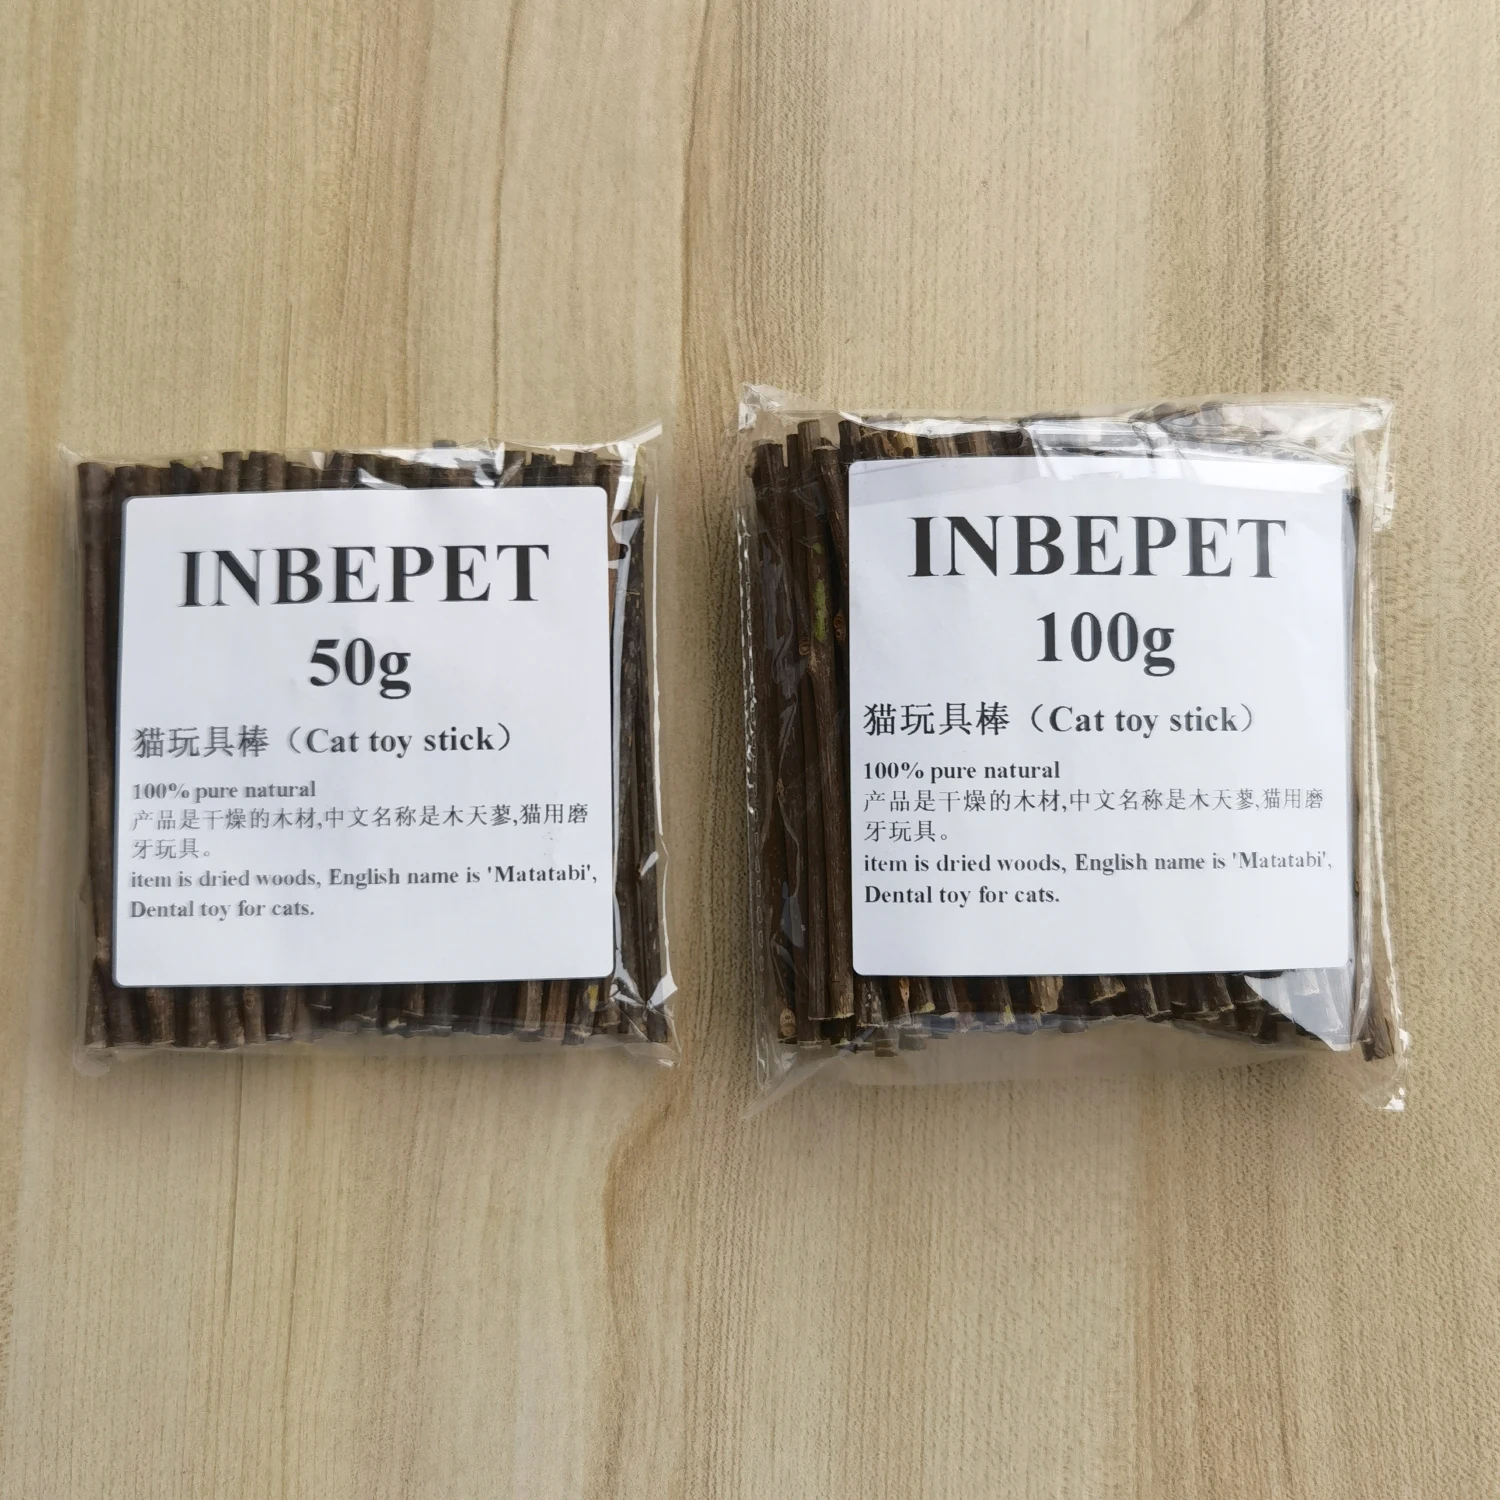 INBEPET
50g
猫玩具棒（Cat toy stick）
100% pure natural
产品是干燥的木材,中文名称是木天蓼,猫用磨
牙玩具。
item is dried woods, English name is 'Matatabi',
Dental toy for cats.
INBEPET
100g
猫玩具棒（Cat toy stick）
100% pure natural
产品是干燥的木材,中文名称是木天蓼,猫用磨
牙玩具。
item is dried woods, English name is 'Matatabi',
Dental toy for cats.